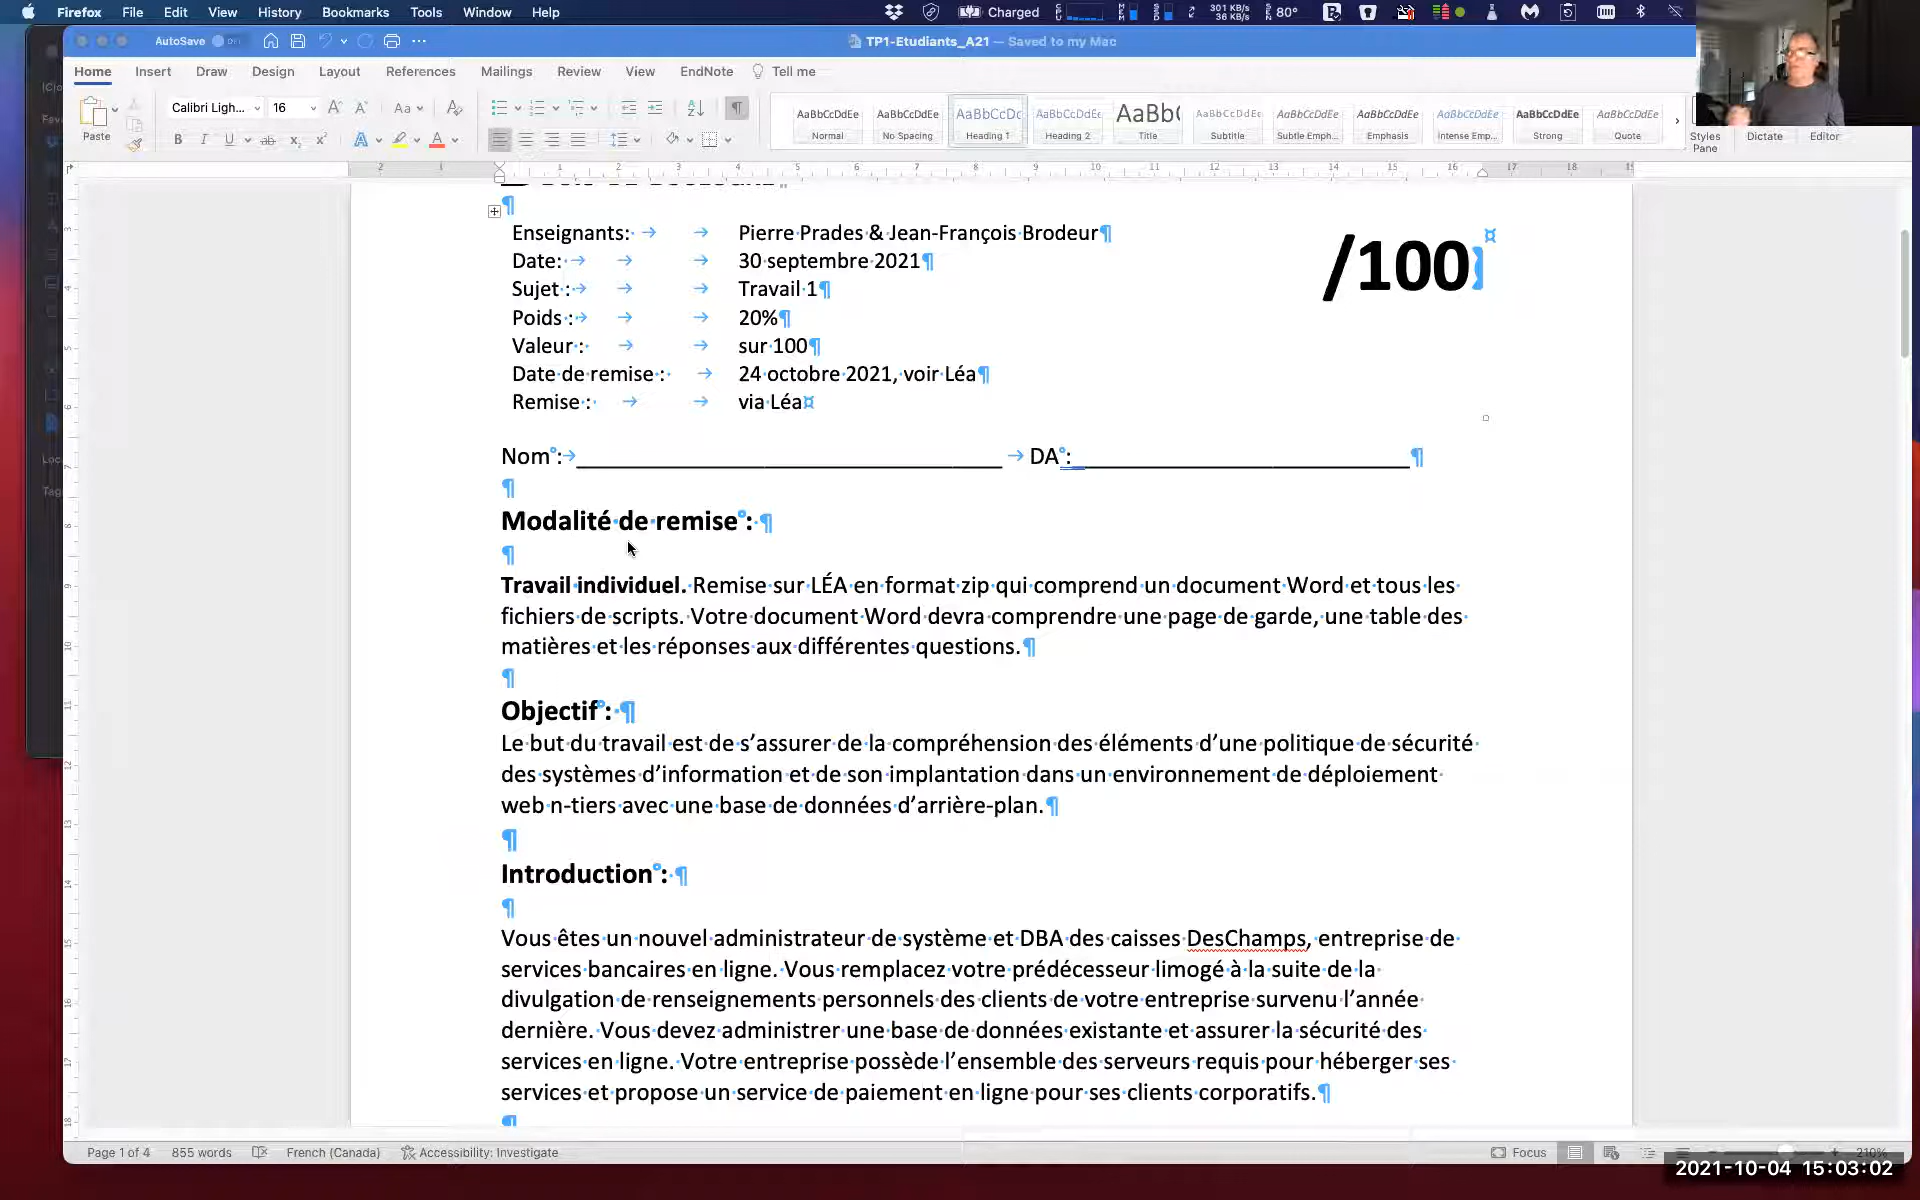 Firefox File Edit View History Bookmarks Tools Window Help
Charged 301 KB/s 36 KB/s 80°
AutoSave
TP1-Etudiants_A21 — Saved to my Mac
Home Insert Draw Design Layout References Mailings Review View EndNote Tell me
Paste
Calibri Ligh... 16
AaBbCcDdEe AaBbCcDdEe AaBbCcDc AaBbCcDdEe AaBb( AaBbCcDdEe AaBbCcDdEe AaBbCcDdEe AaBbCcDdEe AaBbCcDdEe AaBbCcDdEe
Normal No Spacing Heading 1 Heading 2 Title Subtitle Subtle Emph... Emphasis Intense Emp... Strong Quote
Styles Pane Dictate Editor
Enseignants: Pierre Prades & Jean-François Brodeur
Date: 30 septembre 2021
Sujet : Travail 1
Poids : 20%
Valeur : sur 100
Date de remise : 24 octobre 2021, voir Léa
Remise : via Léa
/100
Nom : DA :
Modalité de remise :
Travail individuel. Remise sur LÉA en format zip qui comprend un document Word et tous les
fichiers de scripts. Votre document Word devra comprendre une page de garde, une table des
matières et les réponses aux différentes questions.
Objectif :
Le but du travail est de s’assurer de la compréhension des éléments d’une politique de sécurité
des systèmes d’information et de son implantation dans un environnement de déploiement
web n-tiers avec une base de données d’arrière-plan.
Introduction :
Vous êtes un nouvel administrateur de système et DBA des caisses DesChamps, entreprise de
services bancaires en ligne. Vous remplacez votre prédécesseur limogé à la suite de la
divulgation de renseignements personnels des clients de votre entreprise survenu l’année
dernière. Vous devez administrer une base de données existante et assurer la sécurité des
services en ligne. Votre entreprise possède l’ensemble des serveurs requis pour héberger ses
services et propose un service de paiement en ligne pour ses clients corporatifs.
Page 1 of 4 855 words French (Canada) Accessibility: Investigate Focus 210%
2021-10-04 15:03:02